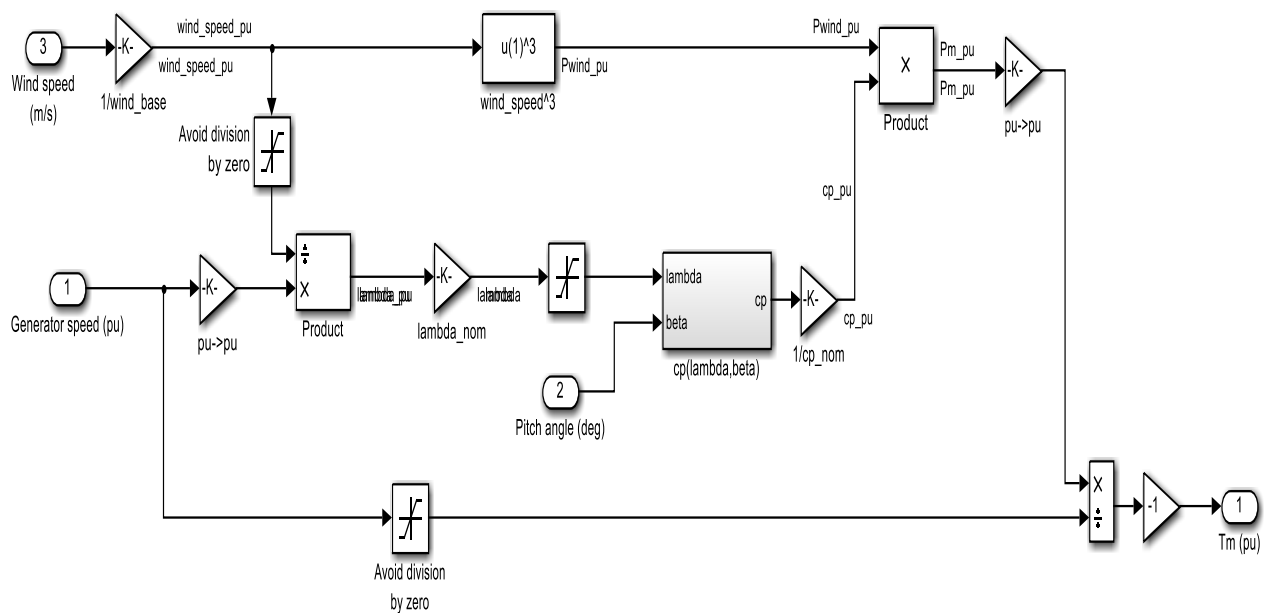 wind_speed_pu
3
-K-
wind_speed_pu
Wind speed
(m/s)
1/wind_base
u(1)^3
Pwind_pu
wind_speed^3
Pwind_pu
X
Product
Pm_pu
Pm_pu
-K-
pu->pu
Avoid division
by zero
cp_pu
1
Generator speed (pu)
-K-
pu->pu
÷
X
Product
lambda_pu
-K-
lambda_nom
lambda
lambda
beta
cp
cp(lambda,beta)
-K-
1/cp_nom
cp_pu
2
Pitch angle (deg)
Avoid division
by zero
X
÷
-1
1
Tm (pu)